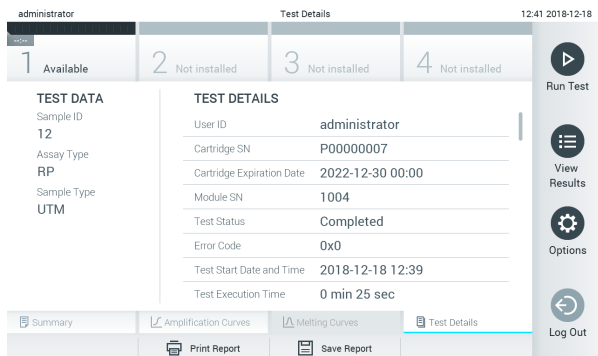 administrator
Test Details
12:41 2018-12-18
--:--
1 Available
2 Not installed
3 Not installed
4 Not installed
Run Test
View
Results
Options
Log Out
TEST DATA
Sample ID
12
Assay Type
RP
Sample Type
UTM
TEST DETAILS
User ID administrator
Cartridge SN P00000007
Cartridge Expiration Date 2022-12-30 00:00
Module SN 1004
Test Status Completed
Error Code 0x0
Test Start Date and Time 2018-12-18 12:39
Test Execution Time 0 min 25 sec
Summary
Amplification Curves
Melting Curves
Test Details
Print Report
Save Report